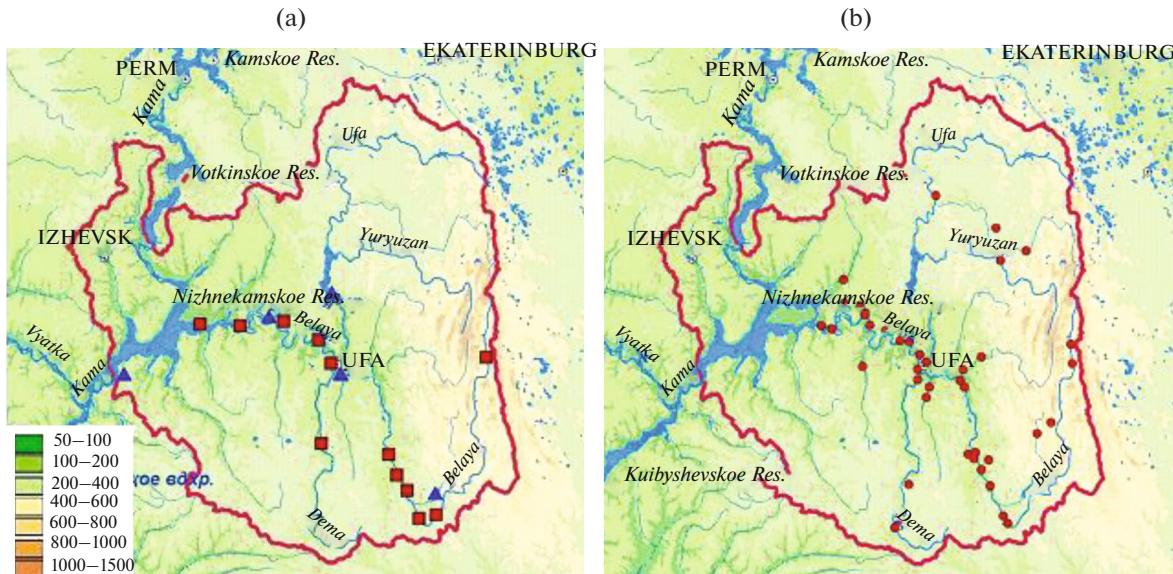 (a)
EKATERINBURG
Kamskoe Res.
PERM
Kama
Ufa
Votkinskoe Res.
IZHEVSK
Yuryuzan
Nizhnekamskoe Res.
Belaya
Vyatka
UFA
Kama
50–100
100–200
200–400
400–600
600–800
800–1000
1000–1500
кое вдхр.
Belaya
Dema
(b)
EKATERINBURG
Kamskoe Res.
PERM
Kama
Ufa
Votkinskoe Res.
IZHEVSK
Yuryuzan
Nizhnekamskoe Res.
Belaya
Vyatka
UFA
Kama
Kuibyshevskoe Res.
Belaya
Dema